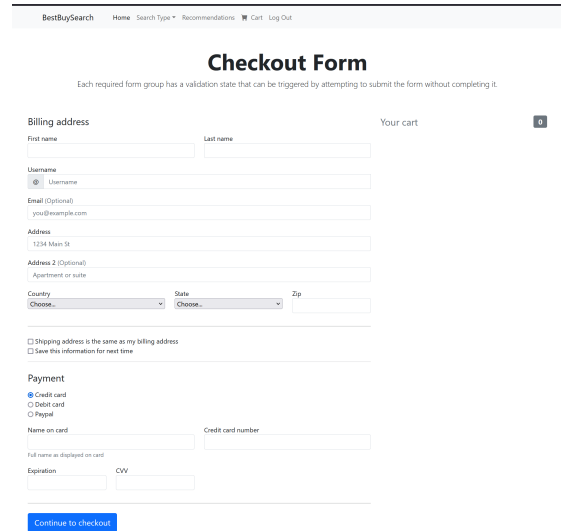 BestBuySearch Home Search Type Recommendations Cart Log Out
Checkout Form
Each required form group has a validation state that can be triggered by attempting to submit the form without completing it.
Billing address
Your cart 0
First name Last name
Username
@ Username
Email (Optional)
you@example.com
Address
1234 Main St
Address 2 (Optional)
Apartment or suite
Country State Zip
Choose... Choose...
Shipping address is the same as my billing address
Save this information for next time
Payment
Credit card
Debit card
Paypal
Name on card Credit card number
Full name as displayed on card
Expiration CVV
Continue to checkout